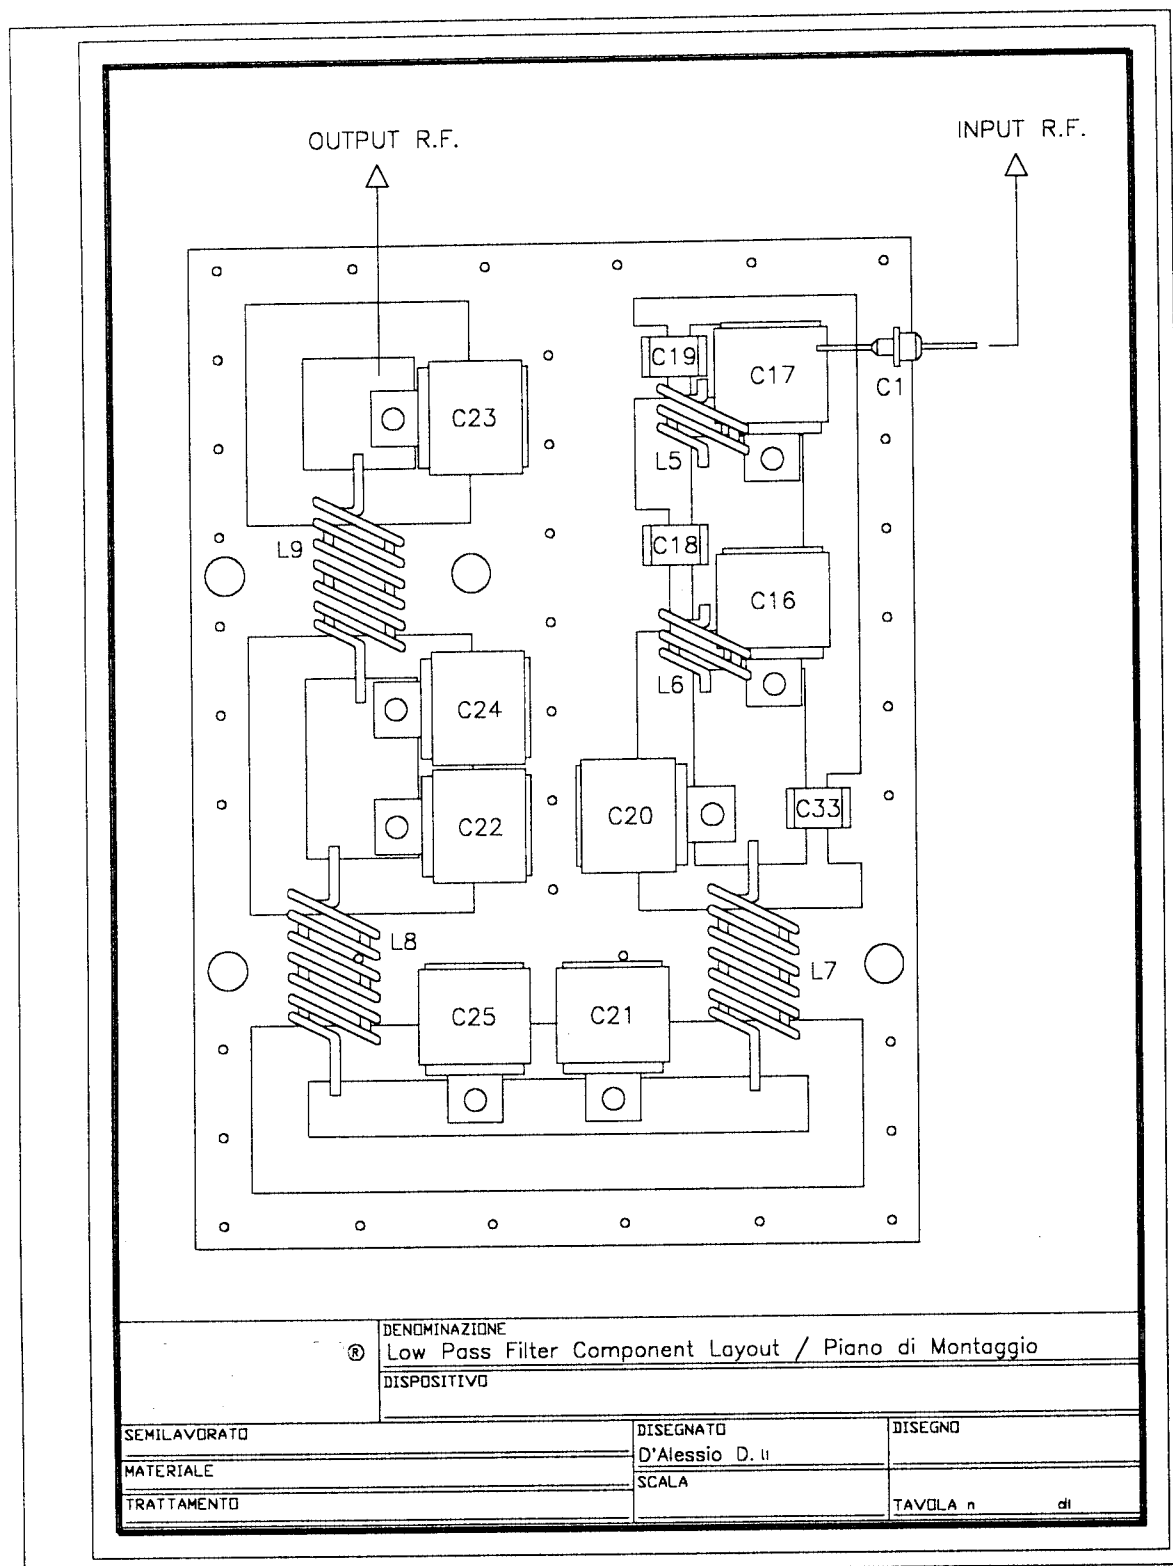 OUTPUT R.F.
INPUT R.F.
C19
C17
C1
C23
L5
L9
C18
C16
L6
C24
C22
C20
C33
L8
L7
C25
C21
®
DENOMINAZIONE
Low Pass Filter Component Layout / Piano di Montaggio
DISPOSITIVO
SEMILAVORATO
DISEGNATO
DISEGNO
D'Alessio D.
MATERIALE
SCALA
TRATTAMENTO
TAVOLA n di